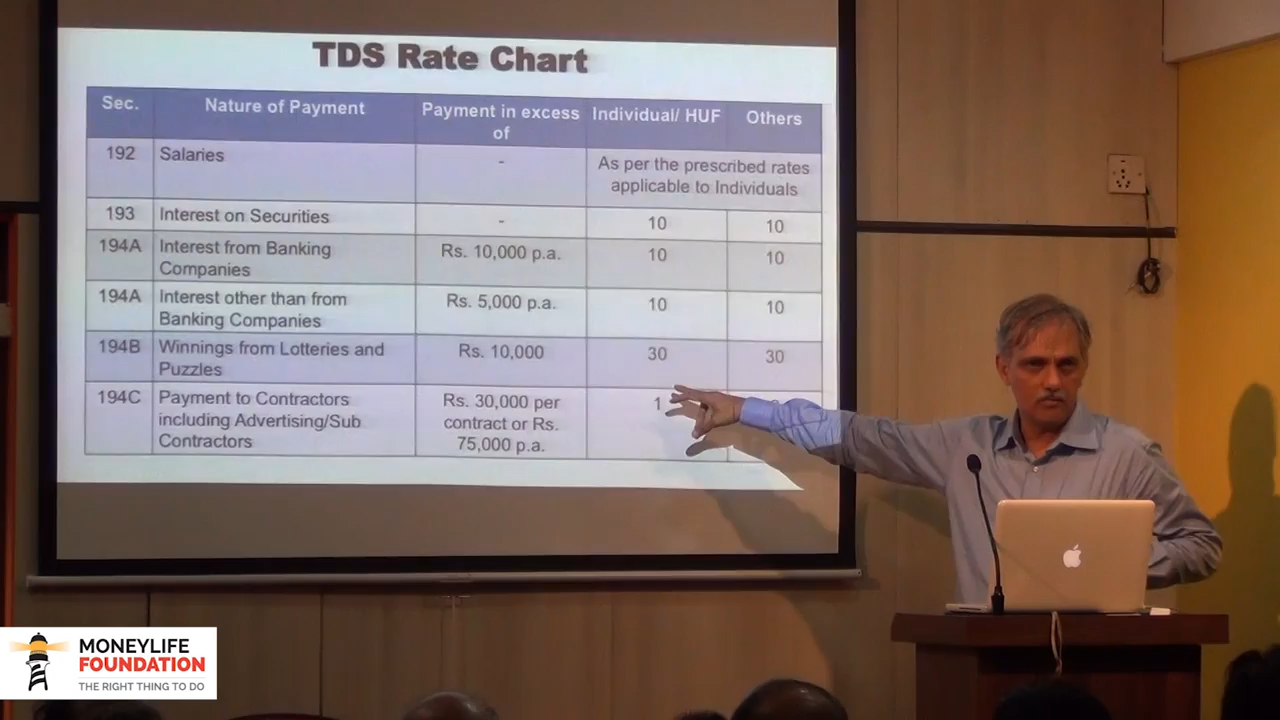 TDS Rate Chart
Sec.
Nature of Payment
Payment in excess
of
Individual/ HUF
Others
192
Salaries
-
As per the prescribed rates
applicable to Individuals
193
Interest on Securities
-
10
10
194A
Interest from Banking
Companies
Rs. 10,000 p.a.
10
10
194A
Interest other than from
Banking Companies
Rs. 5,000 p.a.
10
10
194B
Winnings from Lotteries and
Puzzles
Rs. 10,000
30
30
194C
Payment to Contractors
including Advertising/Sub
Contractors
Rs. 30,000 per
contract or Rs.
75,000 p.a.
1
MONEYLIFE
FOUNDATION
THE RIGHT THING TO DO